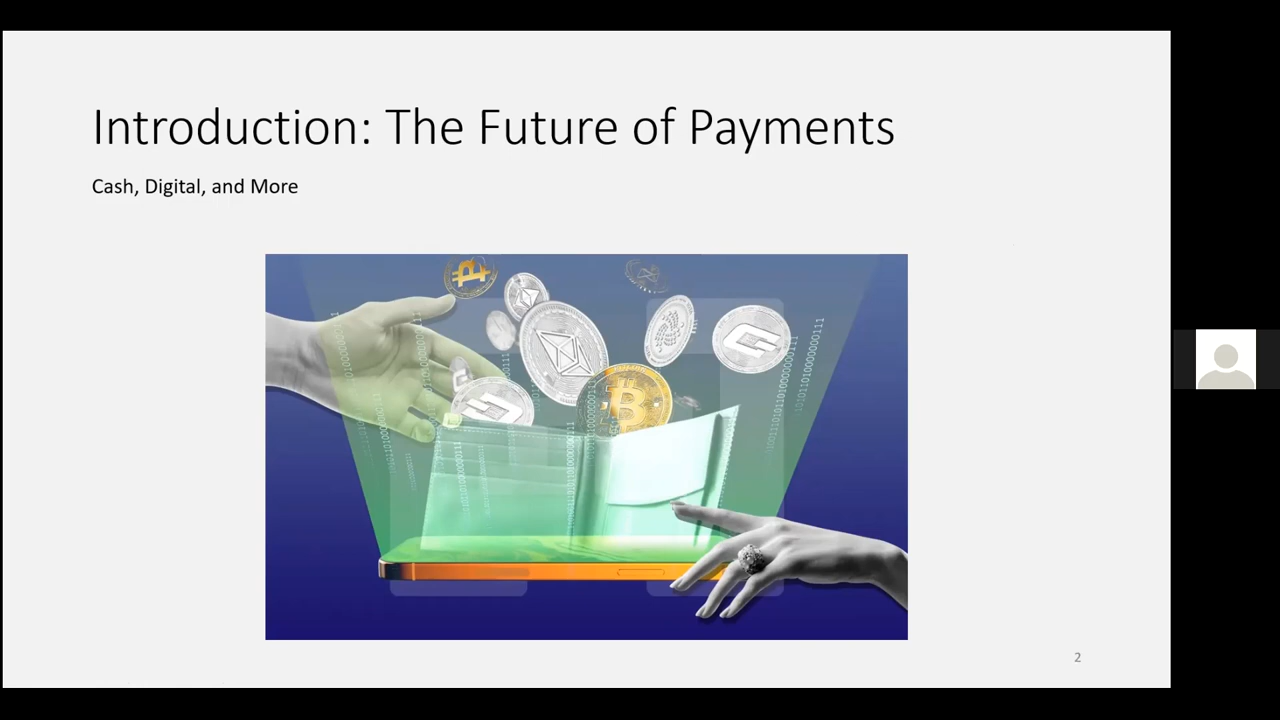 Introduction: The Future of Payments
Cash, Digital, and More
2